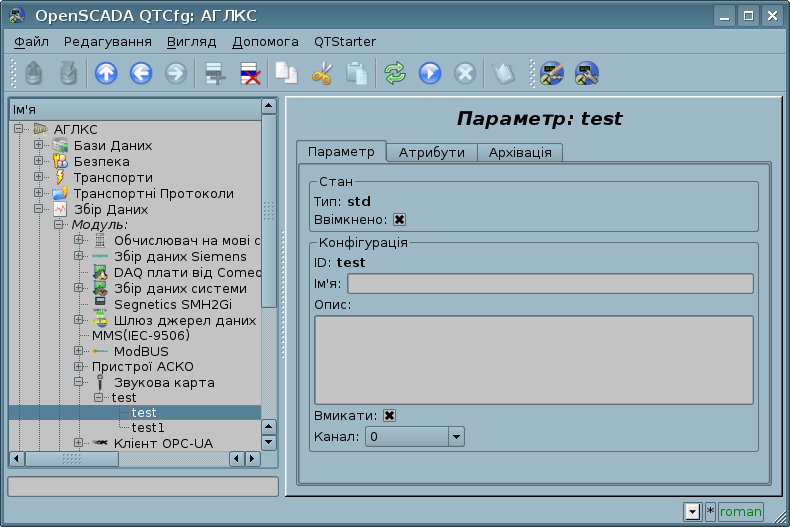 OpenSCADA QTCfg: АГЛКС
Файл Редагування Вигляд Допомога QTStarter
Ім'я
АГЛКС
Бази Даних
Безпека
Транспорти
Транспортні Протоколи
Збір Даних
Модуль:
Обчислювач на мові с
Збір даних Siemens
DAQ плати від Comed
Збір даних системи
Segnetics SMH2Gi
Шлюз джерел даних
MMS(IEC-9506)
ModBUS
Пристрої АСКО
Звукова карта
test
test
test1
Клієнт OPC-UA
Параметр: test
Параметр Атрибути Архівація
Стан
Тип: std
Ввімкнено:
Конфігурація
ID: test
Ім'я:
Опис:
Вмикати:
Канал: 0
* roman